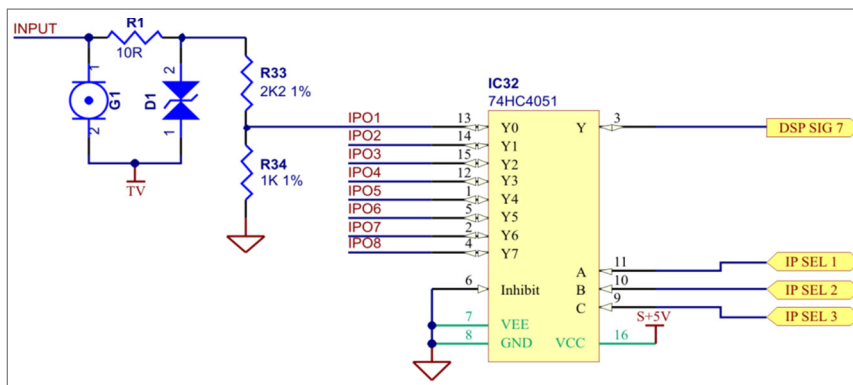 INPUT
R1
10R
1
2
G1
2
1
D1
TV
R33
2K2 1%
R34
1K 1%
IPO1
IPO2
IPO3
IPO4
IPO5
IPO6
IPO7
IPO8
IC32
74HC4051
13 Y0
14 Y1
15 Y2
12 Y3
1 Y4
5 Y5
2 Y6
4 Y7
6 Inhibit
7 VEE
8 GND
Y 3
DSP SIG 7
A 11
IP SEL 1
B 10
IP SEL 2
C 9
IP SEL 3
S+5V
VCC 16